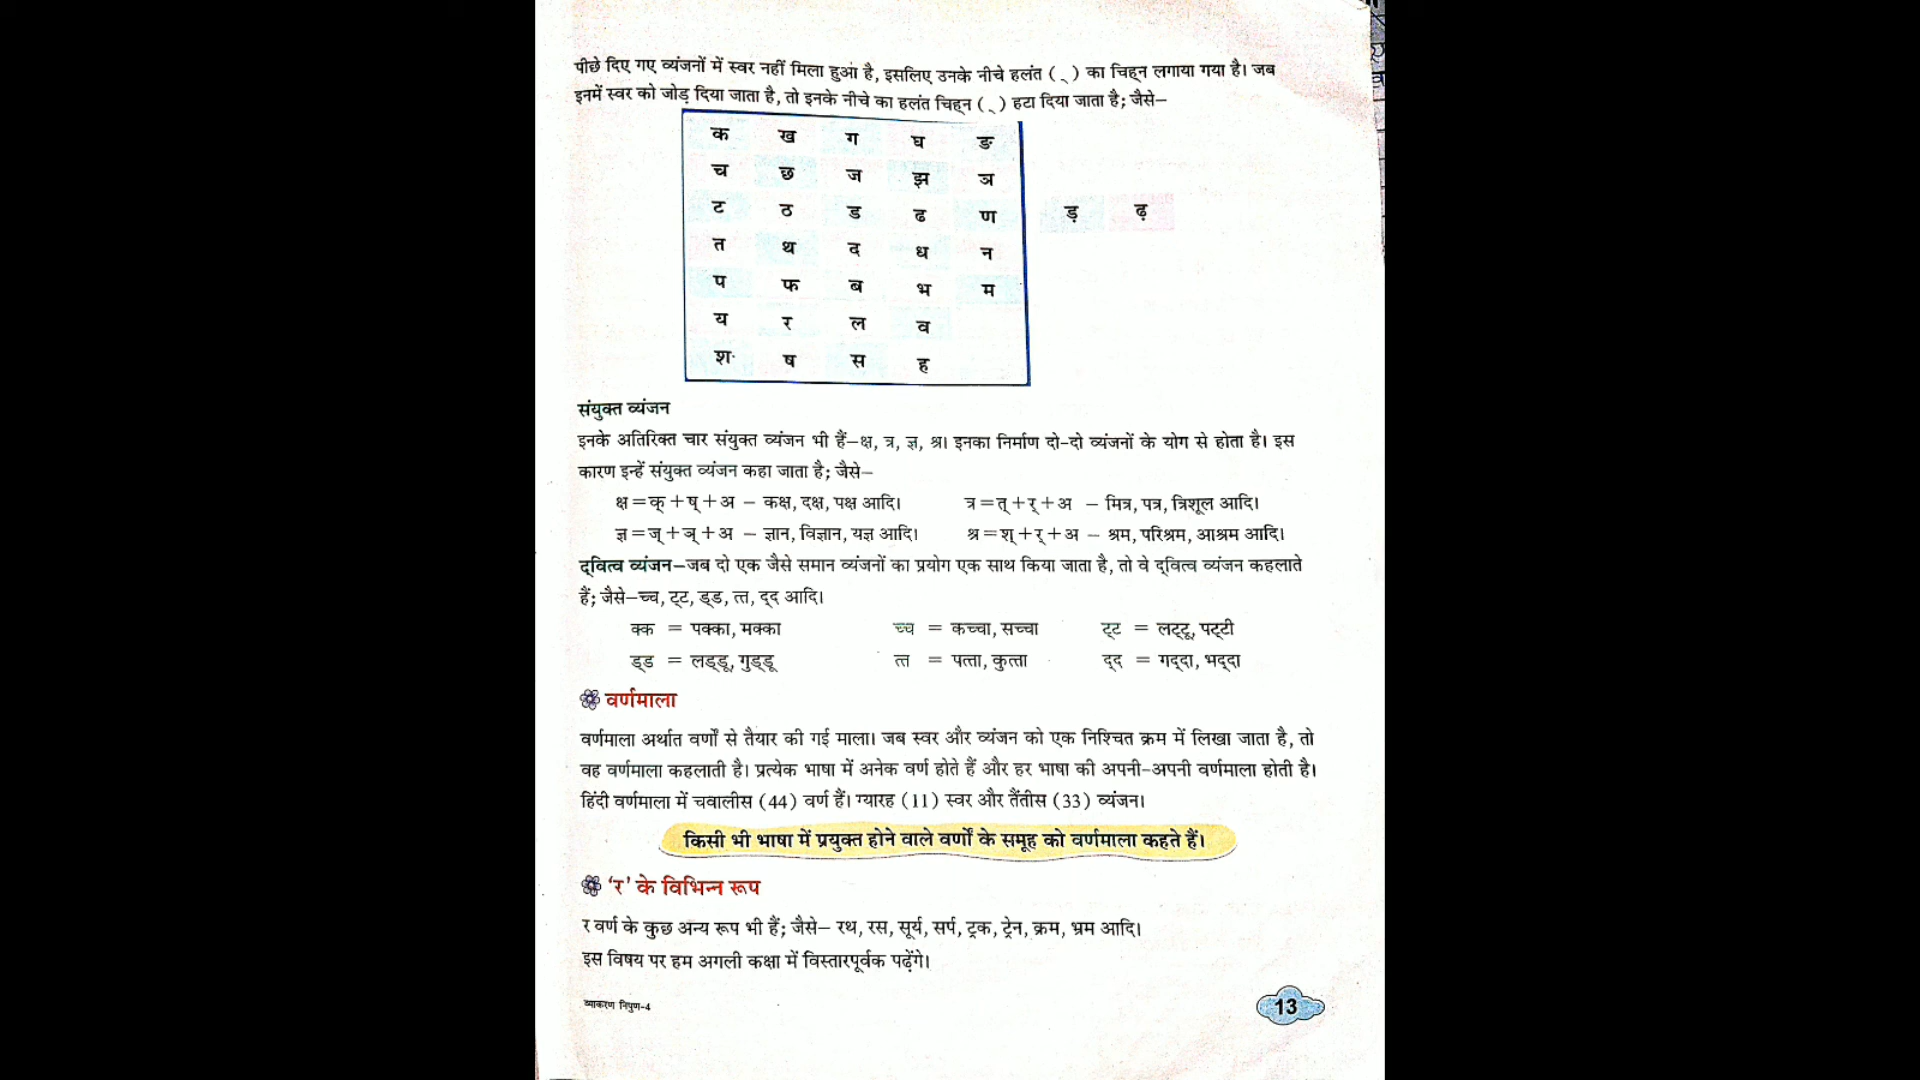 पीछे दिए गए व्यंजनों में स्वर नहीं मिला हुआ है, इसलिए उनके नीचे हलंत ( ्) का चिह्न लगाया गया है। जब
इनमें स्वर को जोड़ दिया जाता है, तो इनके नीचे का हलंत चिह्न ( ्) हटा दिया जाता है; जैसे–
क ख ग घ ङ
च छ ज झ ञ
ट ठ ड ढ ण ड़ ढ़
त थ द ध न
प फ ब भ म
य र ल व
श ष स ह
संयुक्त व्यंजन
इनके अतिरिक्त चार संयुक्त व्यंजन भी हैं–क्ष, त्र, ज्ञ, श्र। इनका निर्माण दो-दो व्यंजनों के योग से होता है। इस
कारण इन्हें संयुक्त व्यंजन कहा जाता है; जैसे–
क्ष = क् + ष् + अ – कक्ष, दक्ष, पक्ष आदि। त्र = त् + र् + अ – मित्र, पत्र, त्रिशूल आदि।
ज्ञ = ज् + ञ् + अ – ज्ञान, विज्ञान, यज्ञ आदि। श्र = श् + र् + अ – श्रम, परिश्रम, आश्रम आदि।
द्‌वित्व व्यंजन–जब दो एक जैसे समान व्यंजनों का प्रयोग एक साथ किया जाता है, तो वे द्‌वित्व व्यंजन कहलाते
हैं; जैसे–च्च, ट्‌ट, ड्‌ड, त्त, द्‌द आदि।
क्क = पक्का, मक्का च्च = कच्चा, सच्चा ट्‌ट = लट्‌टू, पट्‌टी
ड्‌ड = लड्‌डू, गुड्‌डू त्त = पत्ता, कुत्ता द्‌द = गद्‌दा, भद्‌दा
वर्णमाला
वर्णमाला अर्थात वर्णों से तैयार की गई माला। जब स्वर और व्यंजन को एक निश्चित क्रम में लिखा जाता है, तो
वह वर्णमाला कहलाती है। प्रत्येक भाषा में अनेक वर्ण होते हैं और हर भाषा की अपनी-अपनी वर्णमाला होती है।
हिंदी वर्णमाला में चवालीस (44) वर्ण हैं। ग्यारह (11) स्वर और तैंतीस (33) व्यंजन।
किसी भी भाषा में प्रयुक्त होने वाले वर्णों के समूह को वर्णमाला कहते हैं।
‘र’ के विभिन्न रूप
र वर्ण के कुछ अन्य रूप भी हैं; जैसे– रथ, रस, सूर्य, सर्प, ट्रक, ट्रेन, क्रम, भ्रम आदि।
इस विषय पर हम अगली कक्षा में विस्तारपूर्वक पढ़ेंगे।
व्याकरण निपुण-4
13